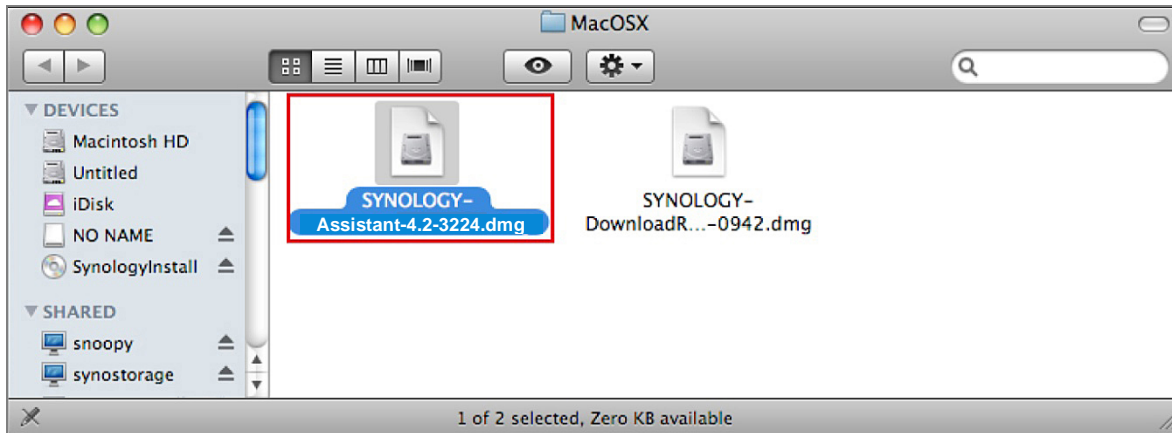 MacOSX
DEVICES
Macintosh HD
Untitled
iDisk
NO NAME
SynologyInstall
SHARED
snoopy
synostorage
SYNOLOGY-
Assistant-4.2-3224.dmg
SYNOLOGY-
DownloadR...-0942.dmg
1 of 2 selected, Zero KB available